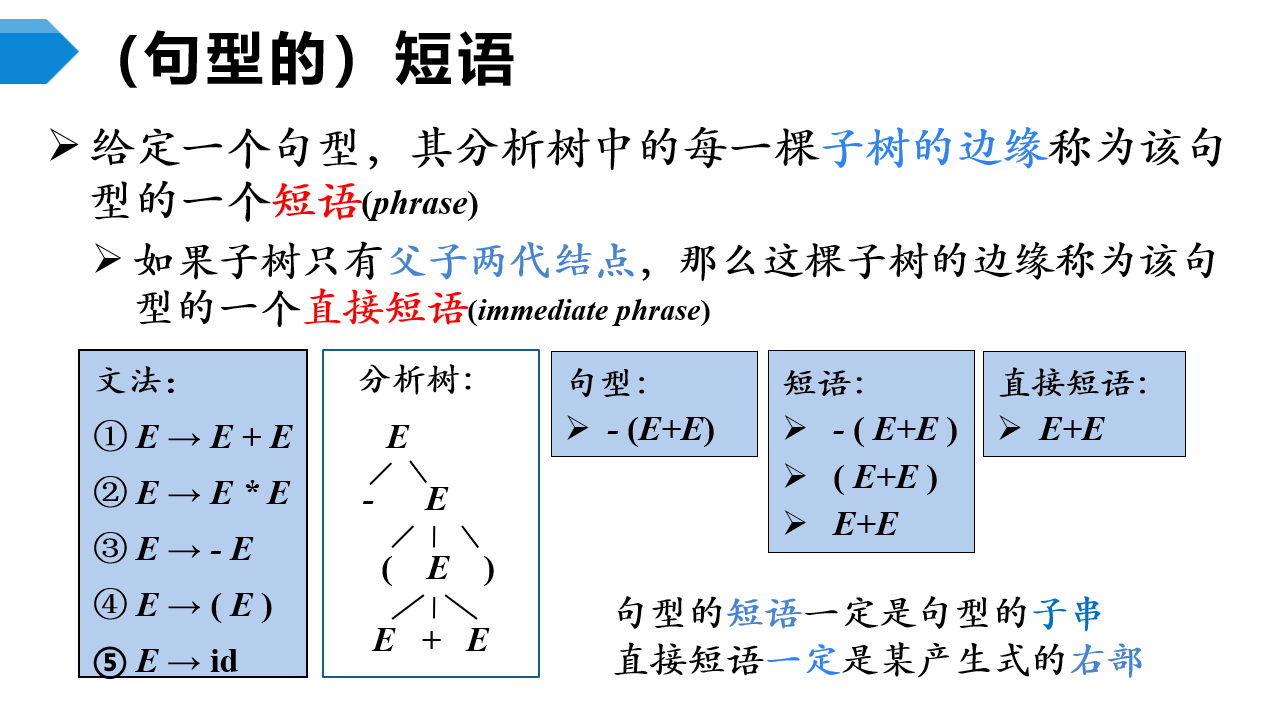 （句型的）短语
➢ 给定一个句型，其分析树中的每一棵子树的边缘称为该句
型的一个短语(phrase)
➢ 如果子树只有父子两代结点，那么这棵子树的边缘称为该句
型的一个直接短语(immediate phrase)
文法：
① E → E + E
② E → E * E
③ E → - E
④ E → ( E )
⑤ E → id
分析树：
E
- E
( E )
E + E
句型：
➢ - (E+E)
短语：
➢ - ( E+E )
➢ ( E+E )
➢ E+E
直接短语：
➢ E+E
句型的短语一定是句型的子串
直接短语一定是某产生式的右部